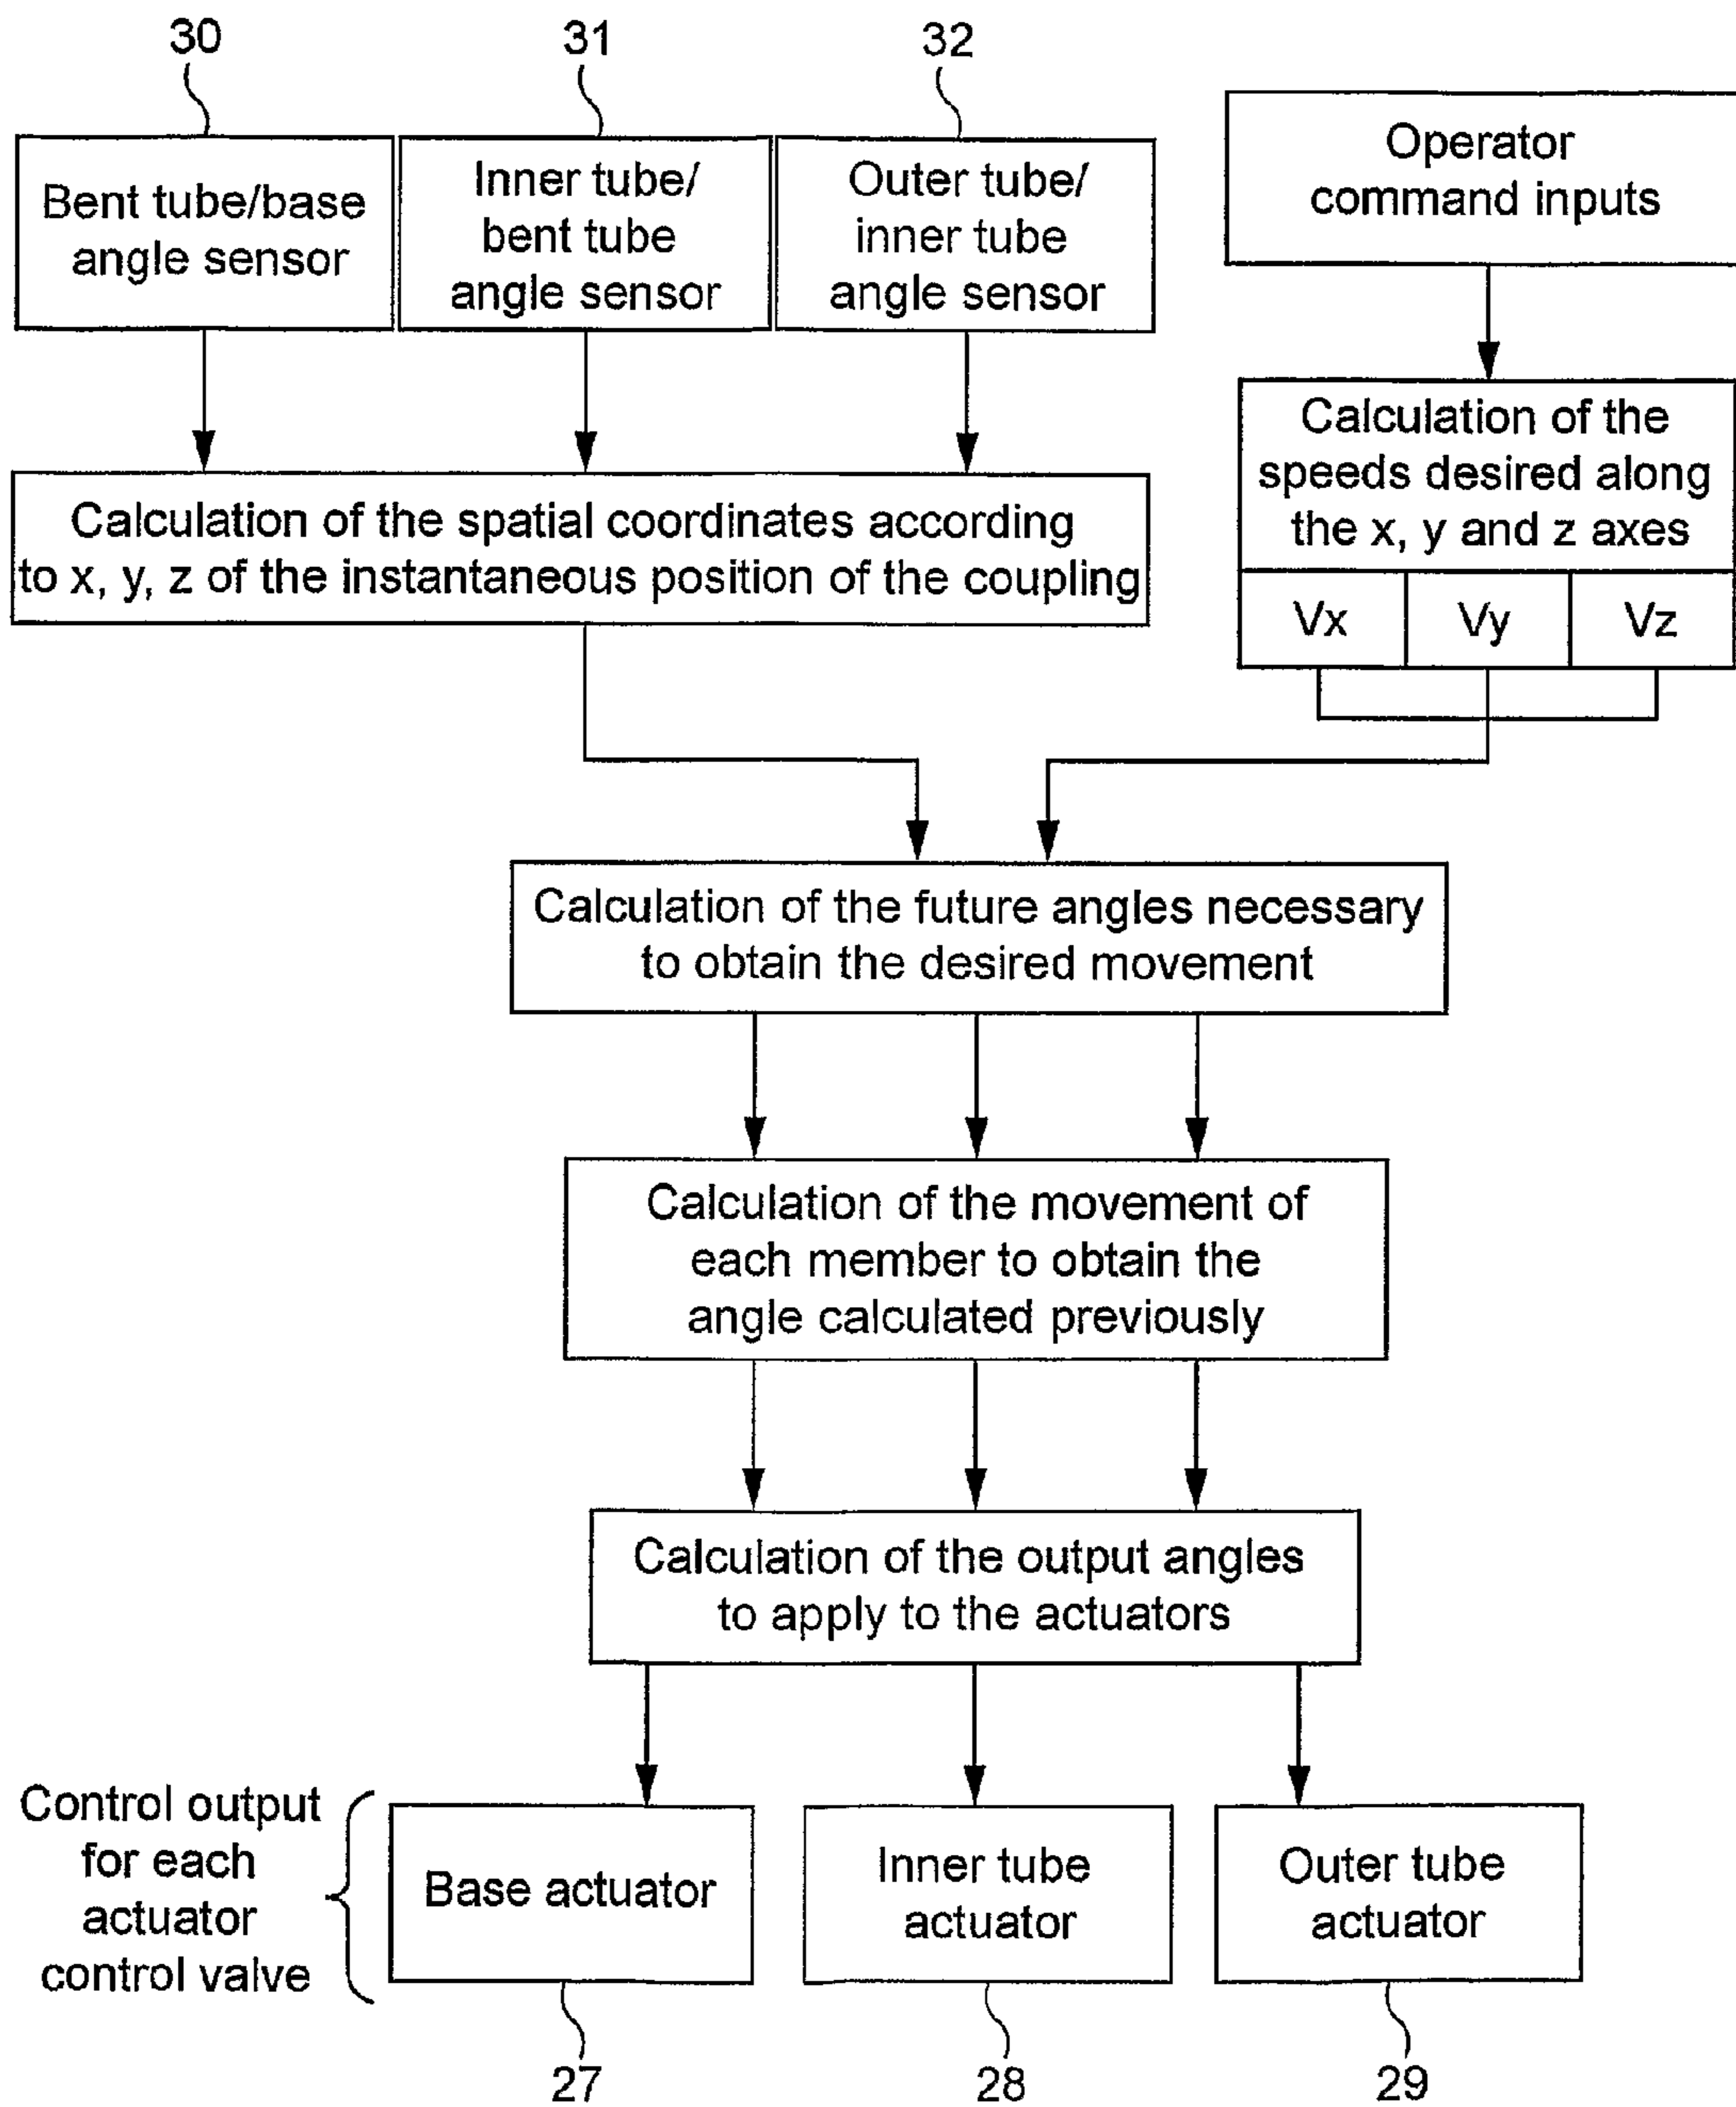 30
31
32
Bent tube/base
angle sensor
Inner tube/
bent tube
angle sensor
Outer tube/
inner tube
angle sensor
Operator
command inputs
Calculation of the spatial coordinates according
to x, y, z of the instantaneous position of the coupling
Calculation of the
speeds desired along
the x, y and z axes
Vx
Vy
Vz
Calculation of the future angles necessary
to obtain the desired movement
Calculation of the movement of
each member to obtain the
angle calculated previously
Calculation of the output angles
to apply to the actuators
Control output
for each
actuator
control valve
Base actuator
Inner tube
actuator
Outer tube
actuator
27
28
29